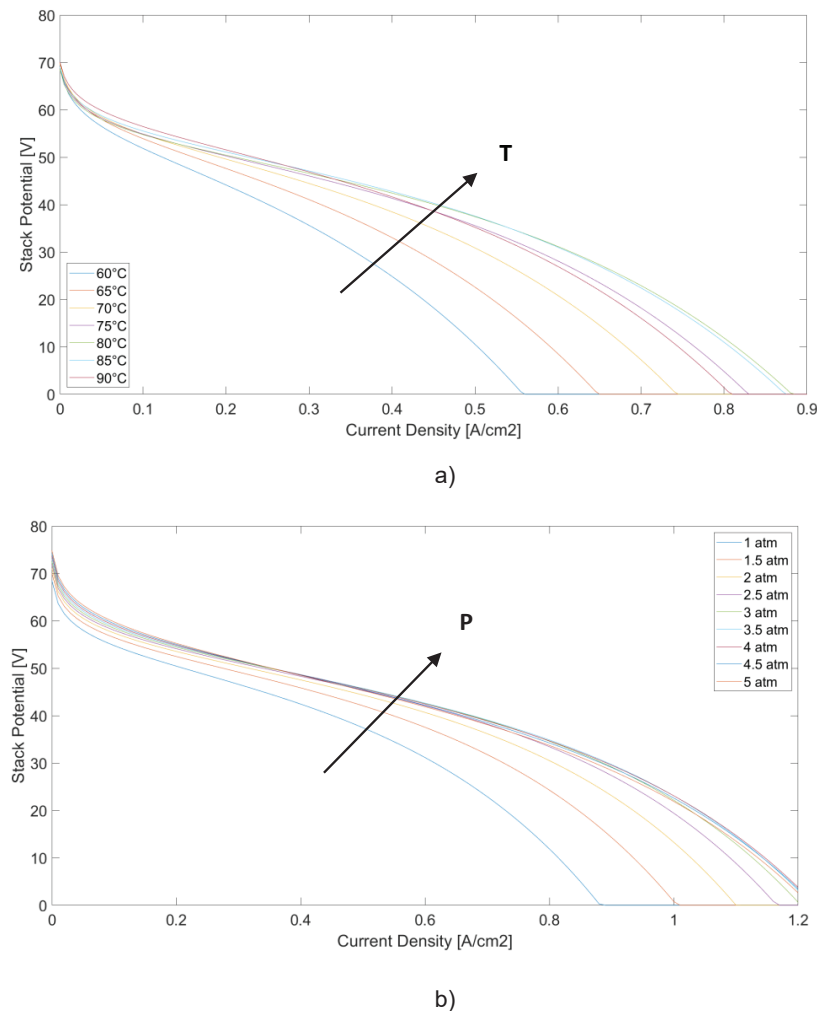 80
70
60
50
40
30
20
10
0
Stack Potential [V]
T
60°C
65°C
70°C
75°C
80°C
85°C
90°C
0 0.1 0.2 0.3 0.4 0.5 0.6 0.7 0.8 0.9
Current Density [A/cm2]
a)
80
70
60
50
40
30
20
10
0
Stack Potential [V]
P
1 atm
1.5 atm
2 atm
2.5 atm
3 atm
3.5 atm
4 atm
4.5 atm
5 atm
0 0.2 0.4 0.6 0.8 1 1.2
Current Density [A/cm2]
b)